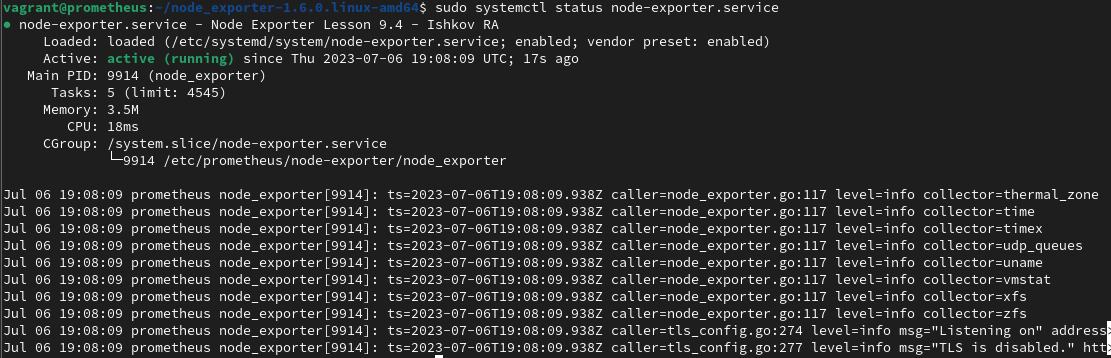 vagrant@prometheus:~/node_exporter-1.6.0.linux-amd64$ sudo systemctl status node-exporter.service
● node-exporter.service - Node Exporter Lesson 9.4 - Ishkov RA
Loaded: loaded (/etc/systemd/system/node-exporter.service; enabled; vendor preset: enabled)
Active: active (running) since Thu 2023-07-06 19:08:09 UTC; 17s ago
Main PID: 9914 (node_exporter)
Tasks: 5 (limit: 4545)
Memory: 3.5M
CPU: 18ms
CGroup: /system.slice/node-exporter.service
└─9914 /etc/prometheus/node-exporter/node_exporter
Jul 06 19:08:09 prometheus node_exporter[9914]: ts=2023-07-06T19:08:09.938Z caller=node_exporter.go:117 level=info collector=thermal_zone
Jul 06 19:08:09 prometheus node_exporter[9914]: ts=2023-07-06T19:08:09.938Z caller=node_exporter.go:117 level=info collector=time
Jul 06 19:08:09 prometheus node_exporter[9914]: ts=2023-07-06T19:08:09.938Z caller=node_exporter.go:117 level=info collector=timex
Jul 06 19:08:09 prometheus node_exporter[9914]: ts=2023-07-06T19:08:09.938Z caller=node_exporter.go:117 level=info collector=udp_queues
Jul 06 19:08:09 prometheus node_exporter[9914]: ts=2023-07-06T19:08:09.938Z caller=node_exporter.go:117 level=info collector=uname
Jul 06 19:08:09 prometheus node_exporter[9914]: ts=2023-07-06T19:08:09.938Z caller=node_exporter.go:117 level=info collector=vmstat
Jul 06 19:08:09 prometheus node_exporter[9914]: ts=2023-07-06T19:08:09.938Z caller=node_exporter.go:117 level=info collector=xfs
Jul 06 19:08:09 prometheus node_exporter[9914]: ts=2023-07-06T19:08:09.938Z caller=node_exporter.go:117 level=info collector=zfs
Jul 06 19:08:09 prometheus node_exporter[9914]: ts=2023-07-06T19:08:09.938Z caller=tls_config.go:274 level=info msg="Listening on" address>
Jul 06 19:08:09 prometheus node_exporter[9914]: ts=2023-07-06T19:08:09.938Z caller=tls_config.go:277 level=info msg="TLS is disabled." htt